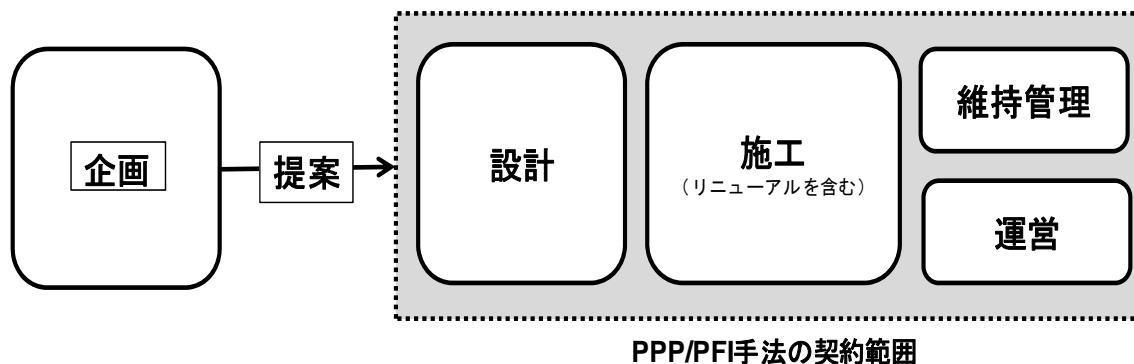 企画
提案
設計
施工
（リニューアルを含む）
維持管理
運営
PPP/PFI手法の契約範囲